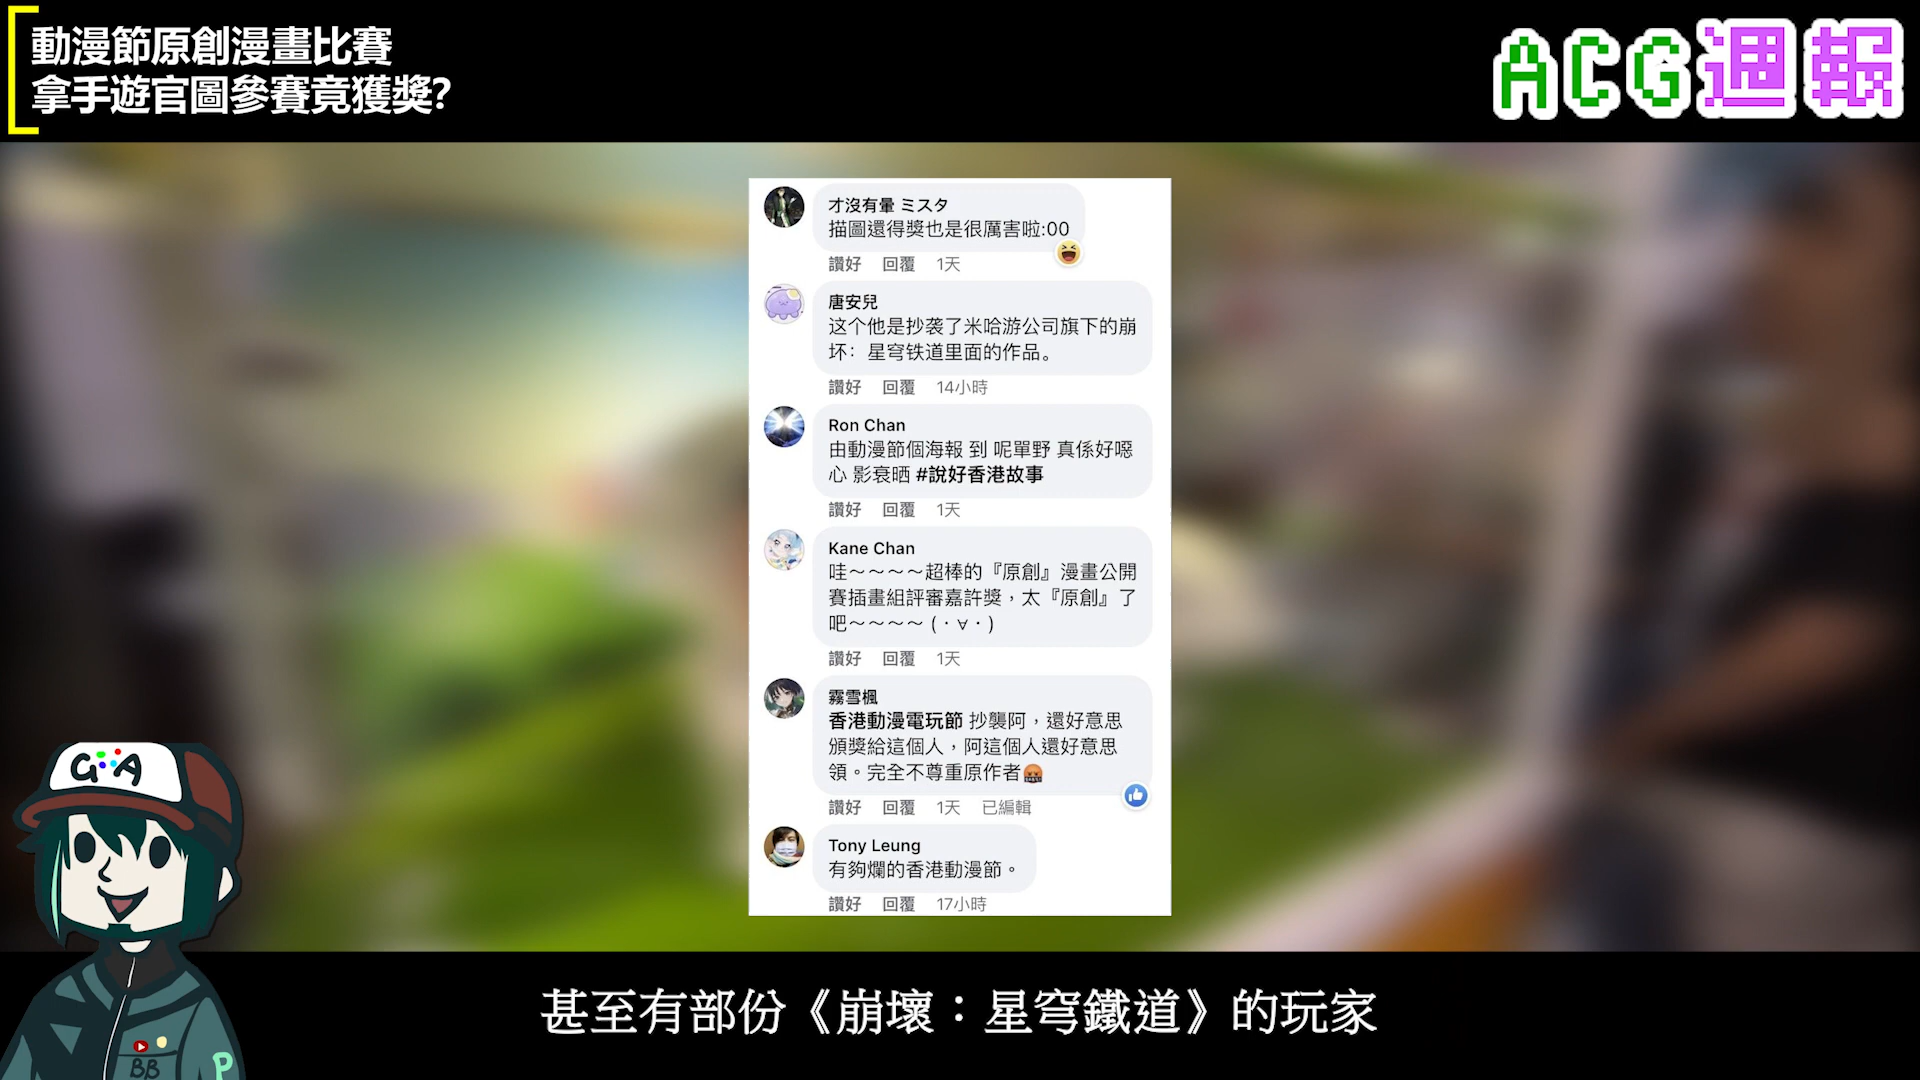 動漫節原創漫畫比賽
拿手遊官圖參賽竟獲獎?
ACG週報
才沒有暈 ミスタ
描圖還得獎也是很厲害啦:00
讚好 回覆 1天
唐安兒
这个他是抄袭了米哈游公司旗下的崩
坏：星穹铁道里面的作品。
讚好 回覆 14小時
Ron Chan
由動漫節個海報 到 呢單野 真係好噁
心 影衰晒 #說好香港故事
讚好 回覆 1天
Kane Chan
哇～～～～超棒的『原創』漫畫公開
賽插畫組評審嘉許獎，太『原創』了
吧～～～～ (・∀・)
讚好 回覆 1天
霧雪楓
香港動漫電玩節 抄襲阿，還好意思
頒獎給這個人，阿這個人還好意思
領。完全不尊重原作者🤬
讚好 回覆 1天 已編輯
Tony Leung
有夠爛的香港動漫節。
讚好 回覆 17小時
G A
BB
P
甚至有部份《崩壞：星穹鐵道》的玩家